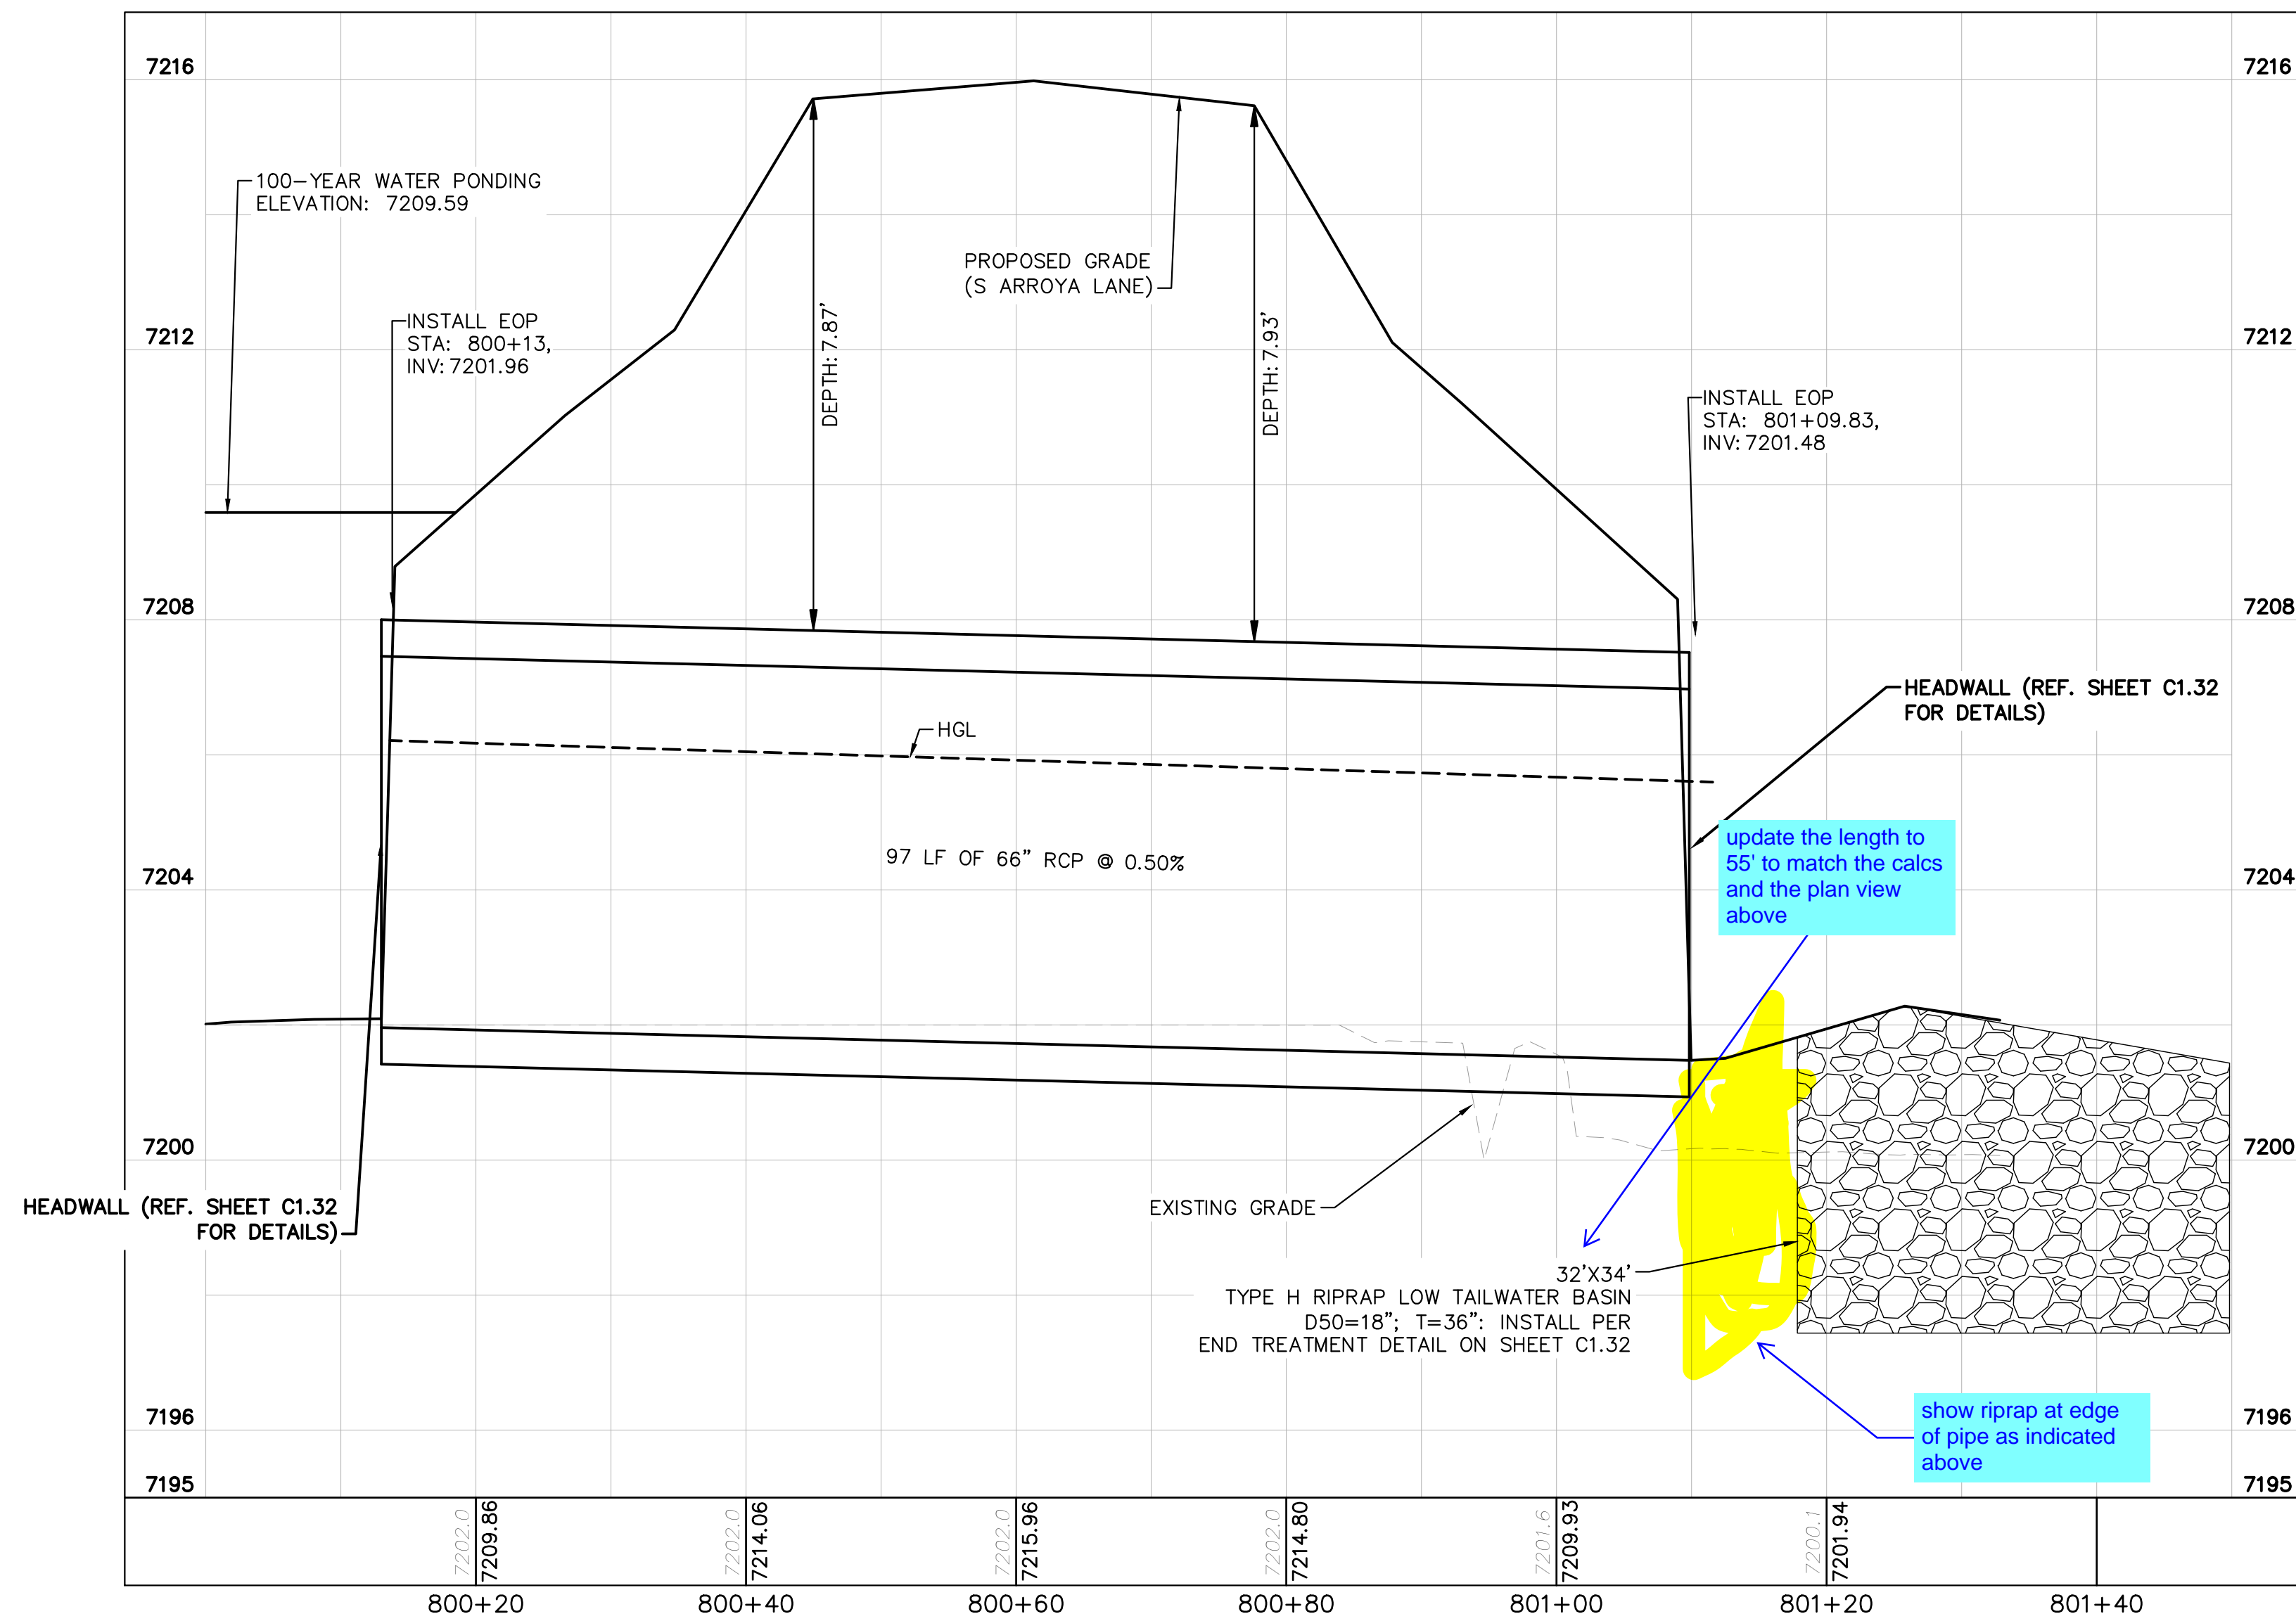 7216
7216
100-YEAR WATER PONDING
ELEVATION: 7209.59
PROPOSED GRADE
(S ARROYA LANE)
DEPTH: 7.87'
DEPTH: 7.93'
INSTALL EOP
STA: 800+13,
INV: 7201.96
7212
7212
INSTALL EOP
STA: 801+09.83,
INV: 7201.48
7208
7208
HEADWALL (REF. SHEET C1.32
FOR DETAILS)
HGL
97 LF OF 66" RCP @ 0.50%
update the length to
55' to match the calcs
and the plan view
above
7204
7204
7200
7200
HEADWALL (REF. SHEET C1.32
FOR DETAILS)
EXISTING GRADE
32'X34'
TYPE H RIPRAP LOW TAILWATER BASIN
D50=18"; T=36": INSTALL PER
END TREATMENT DETAIL ON SHEET C1.32
show riprap at edge
of pipe as indicated
above
7196
7196
7195
7195
7202.0
7209.86
7202.0
7214.06
7202.0
7215.96
7202.0
7214.80
7201.6
7209.93
7200.1
7201.94
800+20
800+40
800+60
800+80
801+00
801+20
801+40